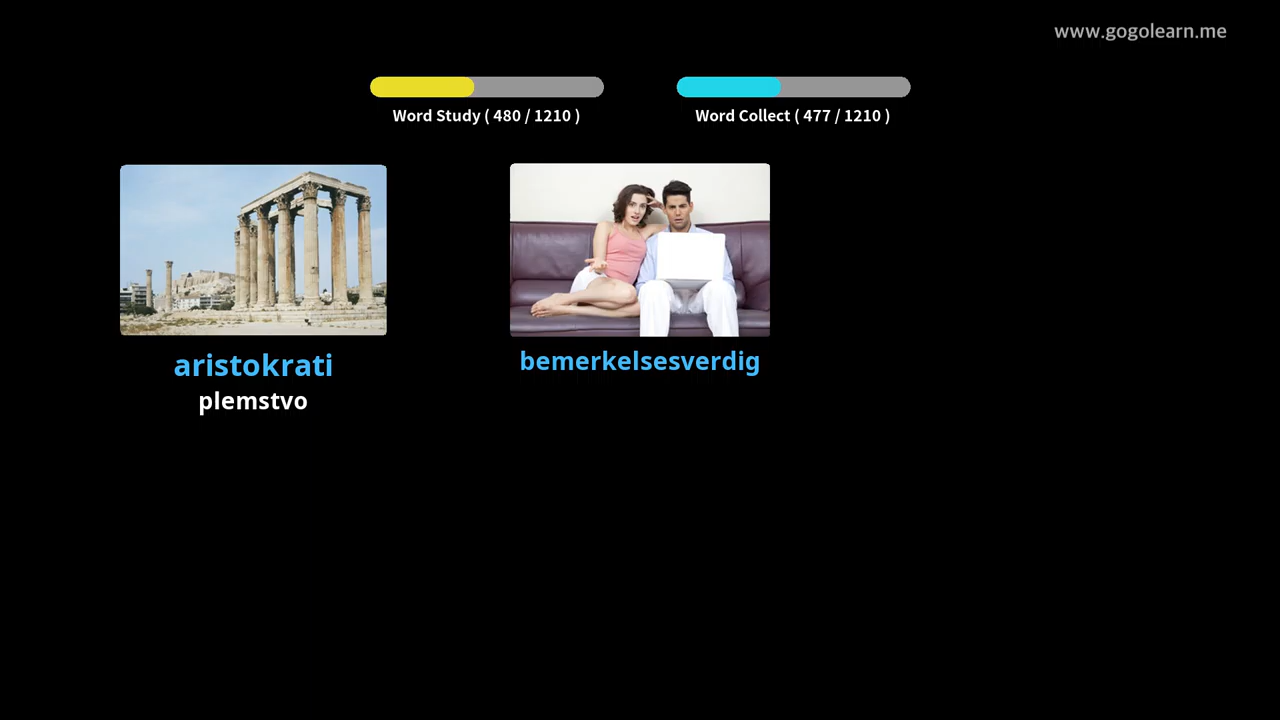 www.gogolearn.me
Word Study ( 480 / 1210 )
Word Collect ( 477 / 1210 )
aristokrati
plemstvo
bemerkelsesverdig